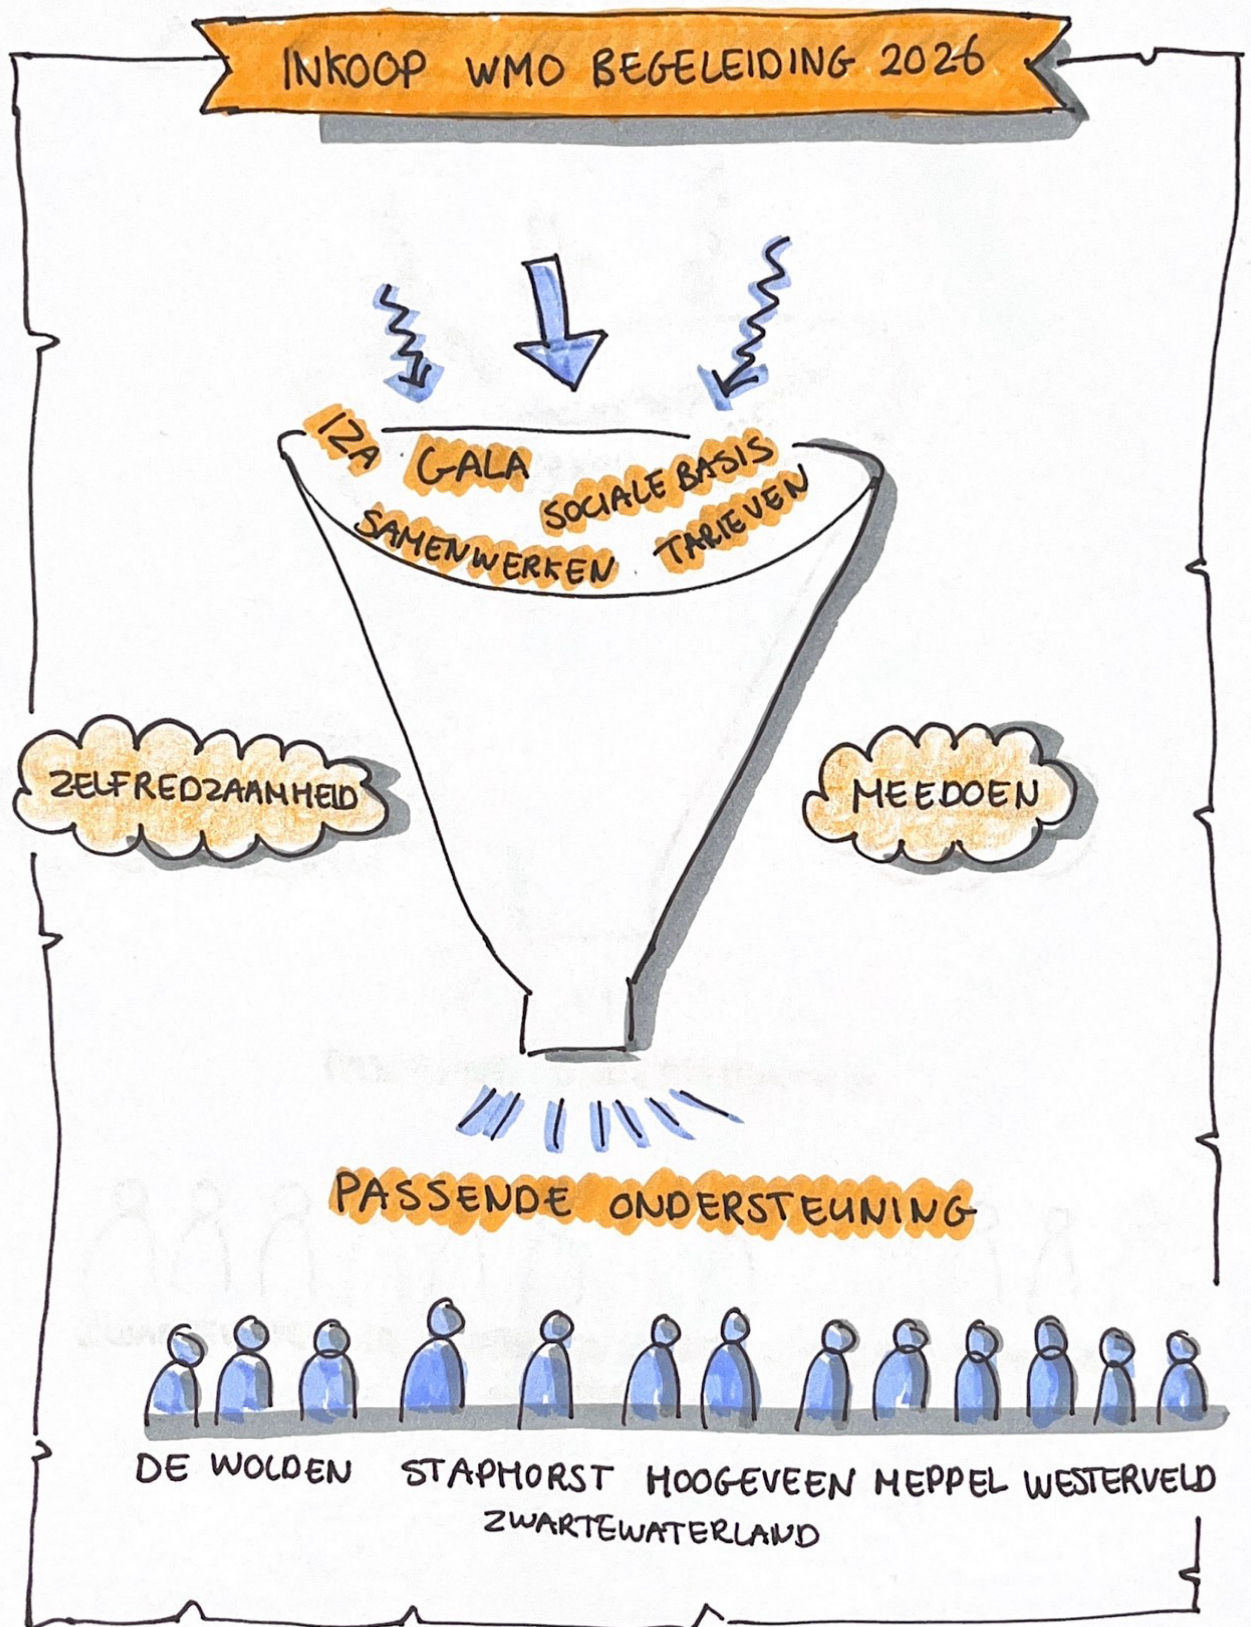 INKOOP WMO BEGELEIDING 2026
IZA
GALA
SOCIALE BASIS
SAMENWERKEN
TARIEVEN
ZELFREDZAAMHEID
MEEDOEN
PASSENDE ONDERSTEUNING
DE WOLDEN STAPHORST HOOGEVEEN MEPPEL WESTERVELD
ZWARTEWATERLAND